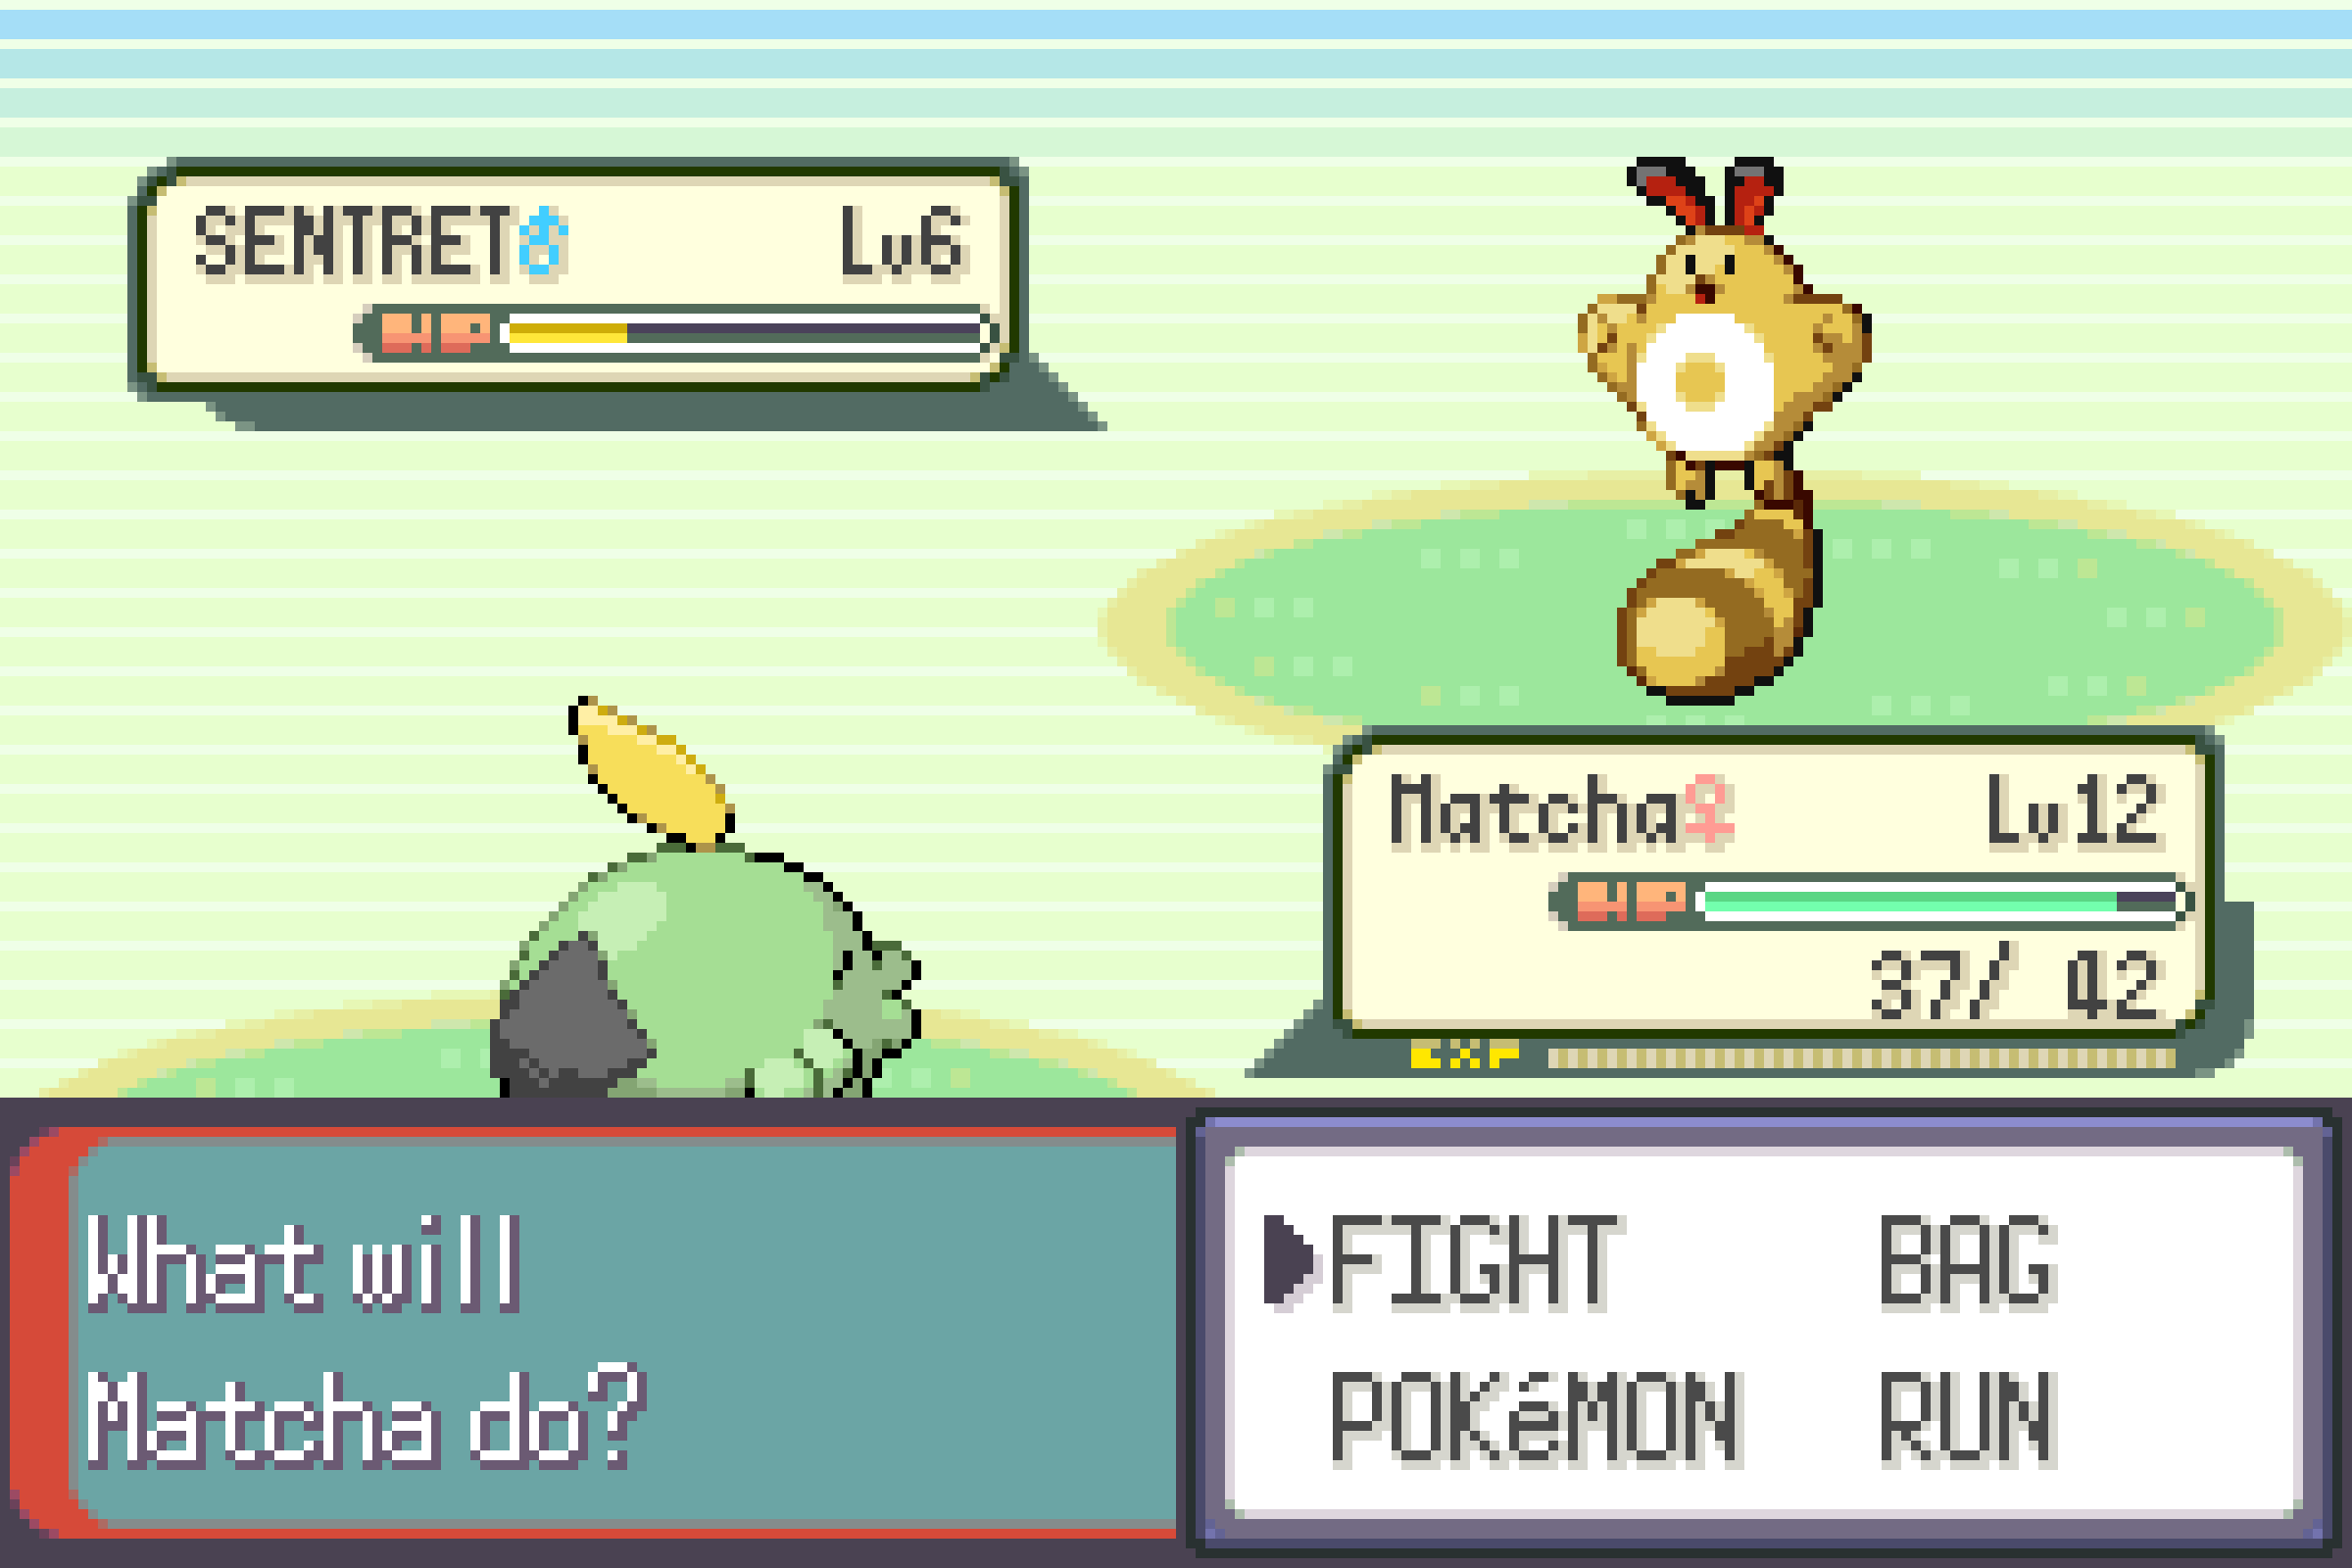 SENTRET♂ Lv6
HP
Matcha♀ Lv12
HP
37/ 42
EXP
What will
Matcha do?
FIGHT BAG
POKéMON RUN